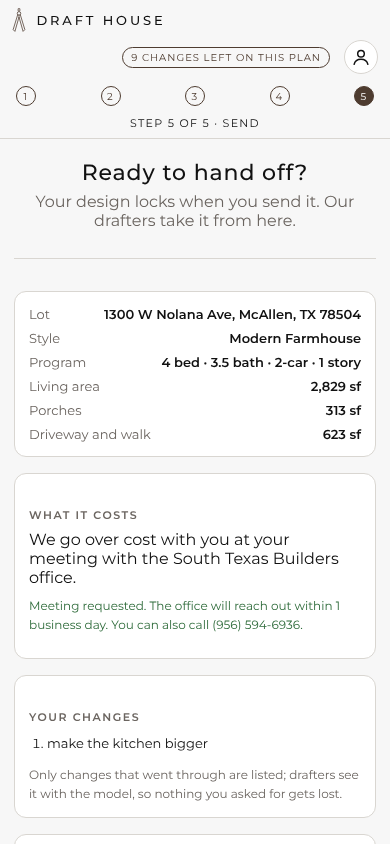 DRAFT HOUSE
9 CHANGES LEFT ON THIS PLAN
1 2 3 4 5
STEP 5 OF 5 · SEND
Ready to hand off?
Your design locks when you send it. Our
drafters take it from here.
Lot 1300 W Nolana Ave, McAllen, TX 78504
Style Modern Farmhouse
Program 4 bed · 3.5 bath · 2-car · 1 story
Living area 2,829 sf
Porches 313 sf
Driveway and walk 623 sf
WHAT IT COSTS
We go over cost with you at your
meeting with the South Texas Builders
office.
Meeting requested. The office will reach out within 1
business day. You can also call (956) 594-6936.
YOUR CHANGES
1. make the kitchen bigger
Only changes that went through are listed; drafters see
it with the model, so nothing you asked for gets lost.